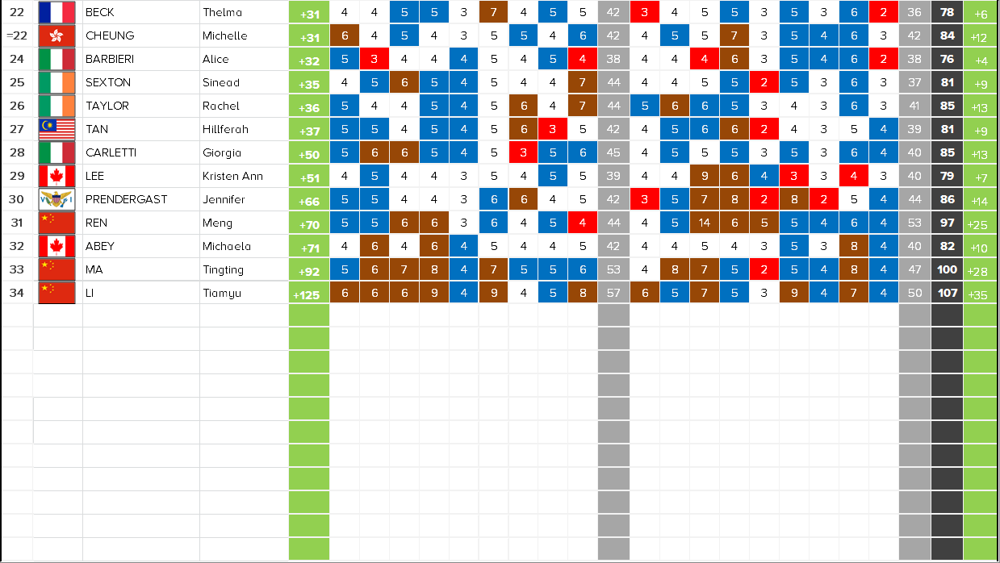 22 BECK Thelma +31 4 4 5 5 3 7 4 5 5 42 3 4 5 5 3 5 3 6 2 36 78 +6
=22 CHEUNG Michelle +31 6 4 5 4 3 5 5 4 6 42 4 5 5 7 3 5 4 6 3 42 84 +12
24 BARBIERI Alice +32 5 3 4 4 4 5 4 5 4 38 4 4 4 6 3 5 4 6 2 38 76 +4
25 SEXTON Sinead +35 4 5 6 5 4 5 4 4 7 44 4 4 5 5 2 5 3 6 3 37 81 +9
26 TAYLOR Rachel +36 5 4 4 5 4 5 6 4 7 44 5 6 6 5 3 4 3 6 3 41 85 +13
27 TAN Hillferah +37 5 5 4 5 4 5 6 3 5 42 4 5 6 6 2 4 3 5 4 39 81 +9
28 CARLETTI Giorgia +50 5 6 6 5 4 5 3 5 6 45 4 5 5 5 3 5 3 6 4 40 85 +13
29 LEE Kristen Ann +51 4 5 4 4 3 5 4 5 5 39 4 4 9 6 4 3 3 4 3 40 79 +7
30 V I PRENDERGAST Jennifer +66 5 5 4 4 3 6 6 4 5 42 3 5 7 8 2 8 2 5 4 44 86 +14
31 REN Meng +70 5 5 6 6 3 6 4 5 4 44 4 5 14 6 5 5 4 6 4 53 97 +25
32 ABEY Michaela +71 4 6 4 6 4 5 4 4 5 42 4 4 5 4 3 5 3 8 4 40 82 +10
33 MA Tingting +92 5 6 7 8 4 7 5 5 6 53 4 8 7 5 2 5 4 8 4 47 100 +28
34 LI Tiamyu +125 6 6 6 9 4 9 4 5 8 57 6 5 7 5 3 9 4 7 4 50 107 +35